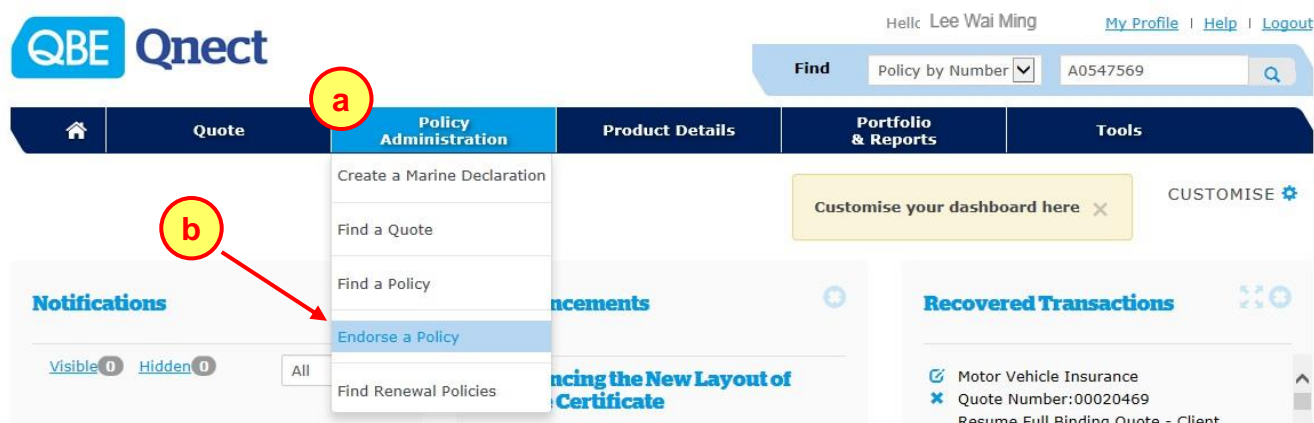 Hello Lee Wai Ming My Profile | Help | Logout
QBE Qnect
Find Policy by Number A0547569
a
Quote
Policy
Administration
Product Details
Portfolio
& Reports
Tools
Create a Marine Declaration
Find a Quote
Find a Policy
Endorse a Policy
Find Renewal Policies
b
Customise your dashboard here
CUSTOMISE
Notifications
Visible 0 Hidden 0 All
ncements
ncing the New Layout of
Certificate
Recovered Transactions
Motor Vehicle Insurance
Quote Number:00020469
Resume Full Binding Quote - Client